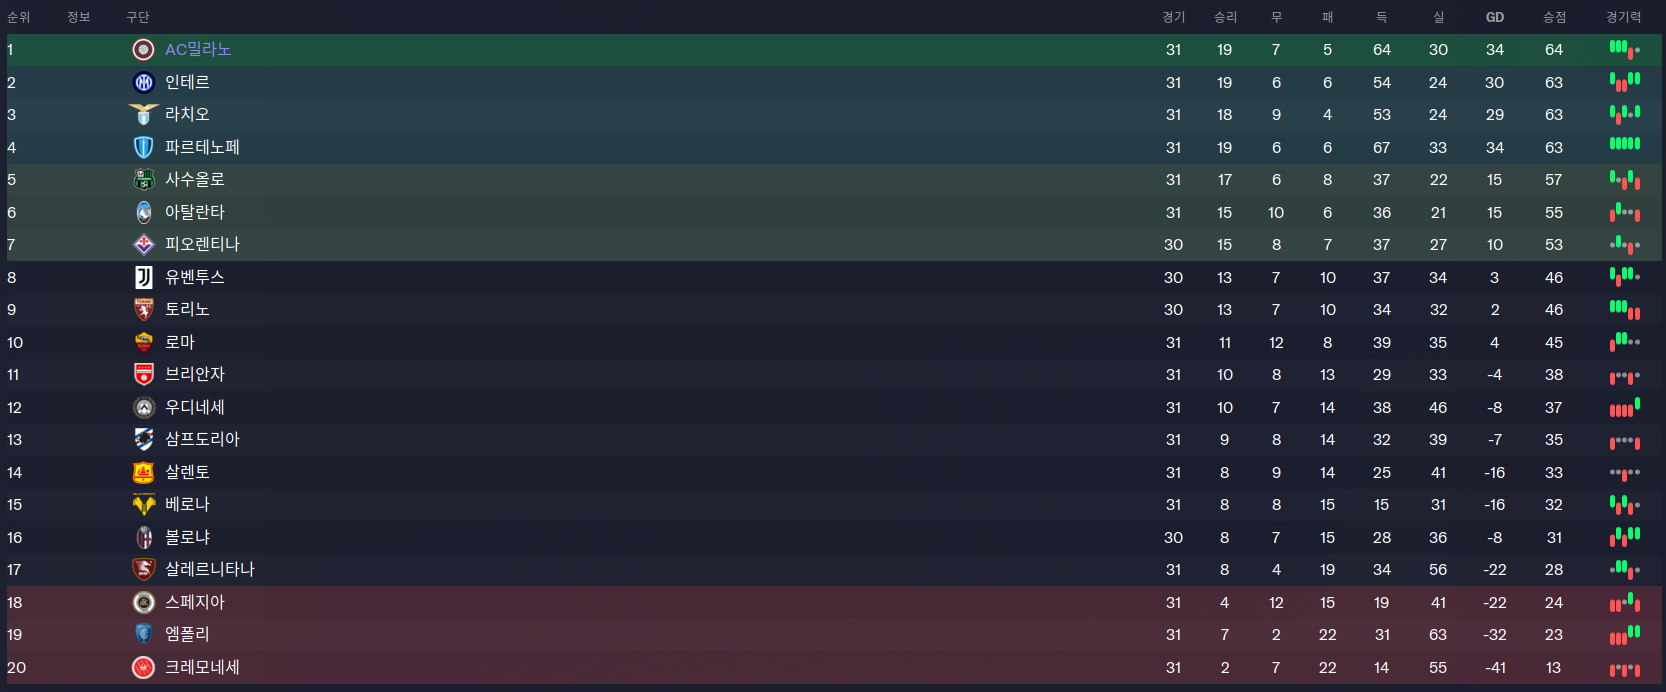 순위 정보 구단 경기 승리 무 패 득 실 GD 승점 경기력
1 AC밀라노 31 19 7 5 64 30 34 64
2 인테르 31 19 6 6 54 24 30 63
3 라치오 31 18 9 4 53 24 29 63
4 파르테노페 31 19 6 6 67 33 34 63
5 사수올로 31 17 6 8 37 22 15 57
6 아탈란타 31 15 10 6 36 21 15 55
7 피오렌티나 30 15 8 7 37 27 10 53
8 유벤투스 30 13 7 10 37 34 3 46
9 토리노 30 13 7 10 34 32 2 46
10 로마 31 11 12 8 39 35 4 45
11 브리안자 31 10 8 13 29 33 -4 38
12 우디네세 31 10 7 14 38 46 -8 37
13 삼프도리아 31 9 8 14 32 39 -7 35
14 살렌토 31 8 9 14 25 41 -16 33
15 베로나 31 8 8 15 15 31 -16 32
16 볼로냐 30 8 7 15 28 36 -8 31
17 살레르니타나 31 8 4 19 34 56 -22 28
18 스페지아 31 4 12 15 19 41 -22 24
19 엠폴리 31 7 2 22 31 63 -32 23
20 크레모네세 31 2 7 22 14 55 -41 13